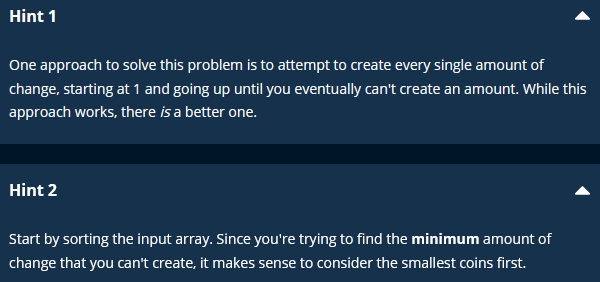 Hint 1
One approach to solve this problem is to attempt to create every single amount of
change, starting at 1 and going up until you eventually can't create an amount. While this
approach works, there is a better one.
Hint 2
Start by sorting the input array. Since you're trying to find the minimum amount of
change that you can't create, it makes sense to consider the smallest coins first.